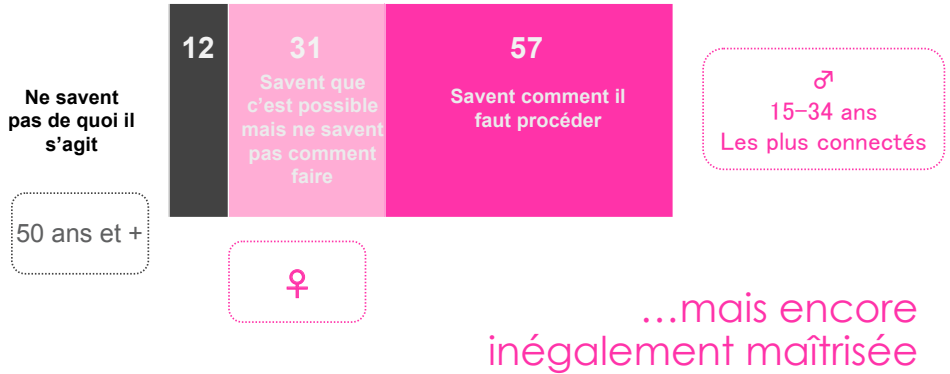 12
31
57
Ne savent
pas de quoi il
s'agit
Savent que
c'est possible
mais ne savent
pas comment
faire
Savent comment il
faut procéder
♂
15-34 ans
Les plus connectés
50 ans et +
♀
…mais encore
inégalement maîtrisée